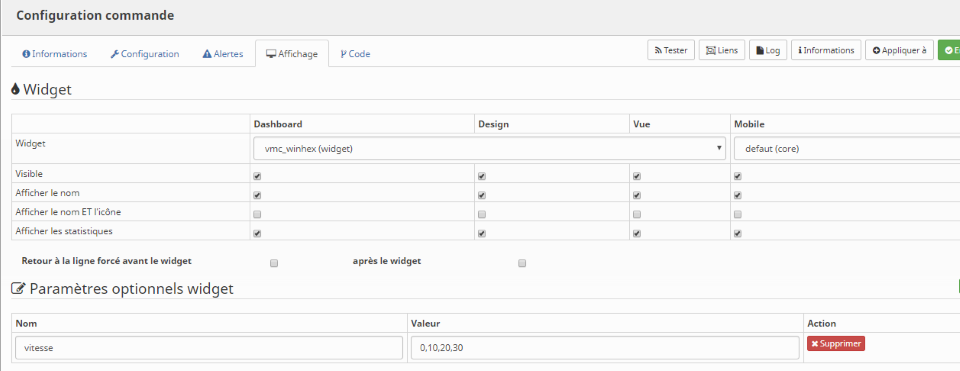 Configuration commande
Informations Configuration Alertes Affichage Code Tester Liens Log Informations Appliquer à
Widget
Dashboard Design Vue Mobile
Widget vmc_winhex (widget) defaut (core)
Visible
Afficher le nom
Afficher le nom ET l'icône
Afficher les statistiques
Retour à la ligne forcé avant le widget après le widget
Paramètres optionnels widget
Nom Valeur Action
vitesse 0,10,20,30 Supprimer